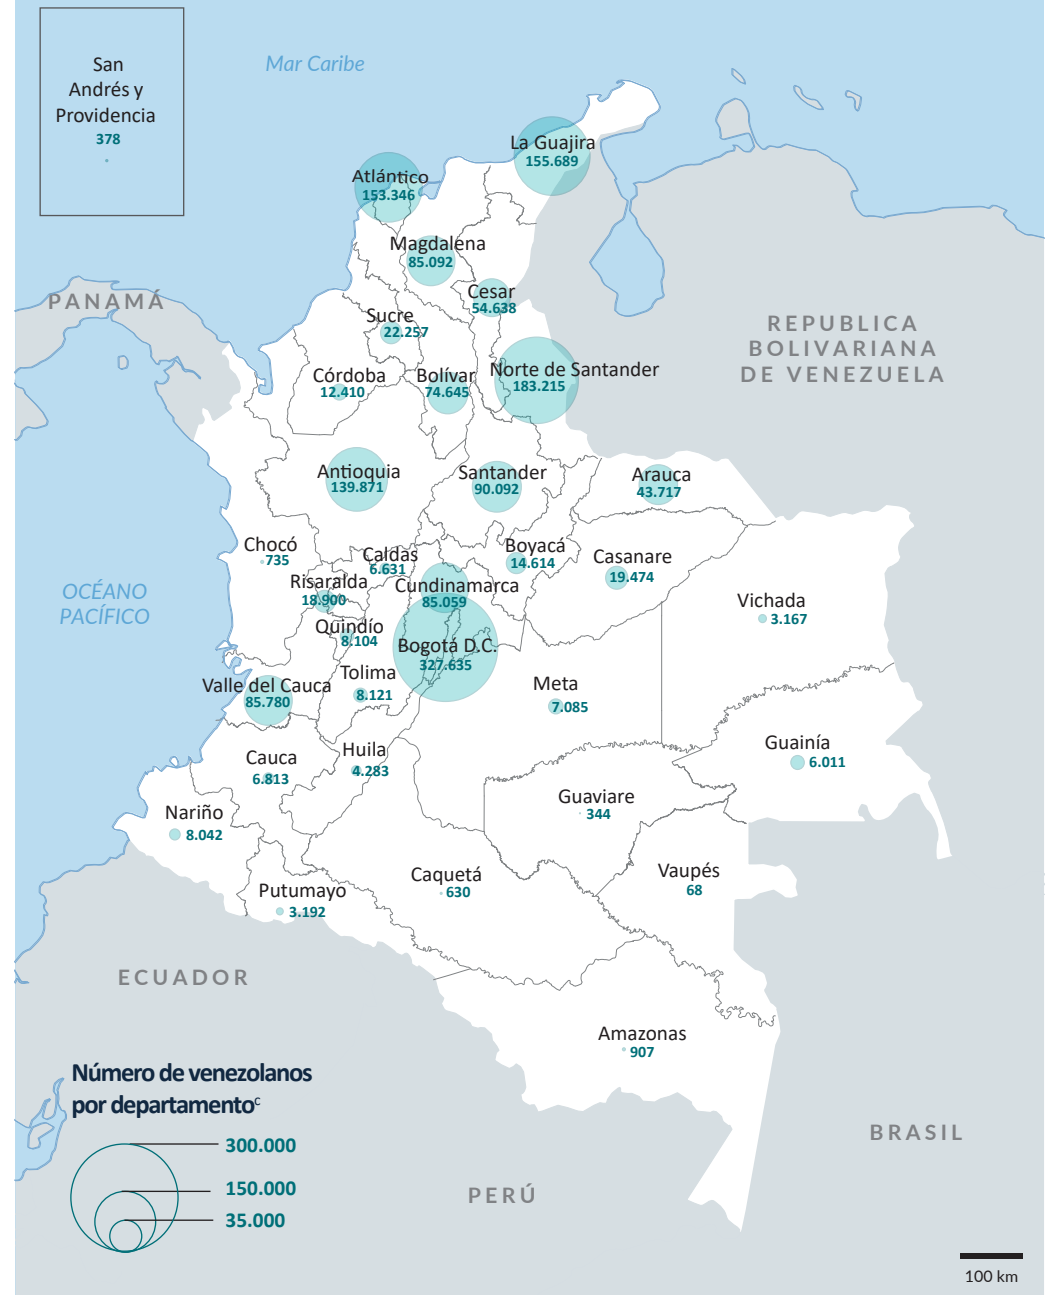 San
Andrés y
Providencia
378
Mar Caribe
La Guajira
155.689
Atlántico
153.346
Magdalena
85.092
Cesar
54.638
PANAMÁ
Sucre
22.257
REPUBLICA
BOLIVARIANA
DE VENEZUELA
Córdoba
12.410
Bolívar
74.645
Norte de Santander
183.215
Antioquia
139.871
Santander
90.092
Arauca
43.717
Chocó
735
Caldas
6.631
Boyacá
14.614
Casanare
19.474
Risaralda
18.900
Cundinamarca
85.059
OCÉANO
PACÍFICO
Vichada
3.167
Quindío
8.104
Bogotá D.C.
327.635
Tolima
8.121
Valle del Cauca
85.780
Meta
7.085
Cauca
6.813
Huila
4.283
Guainía
6.011
Nariño
8.042
Guaviare
344
Caquetá
630
Vaupés
68
Putumayo
3.192
ECUADOR
Amazonas
907
Número de venezolanos
por departamentoᶜ
300.000
150.000
35.000
BRASIL
PERÚ
100 km